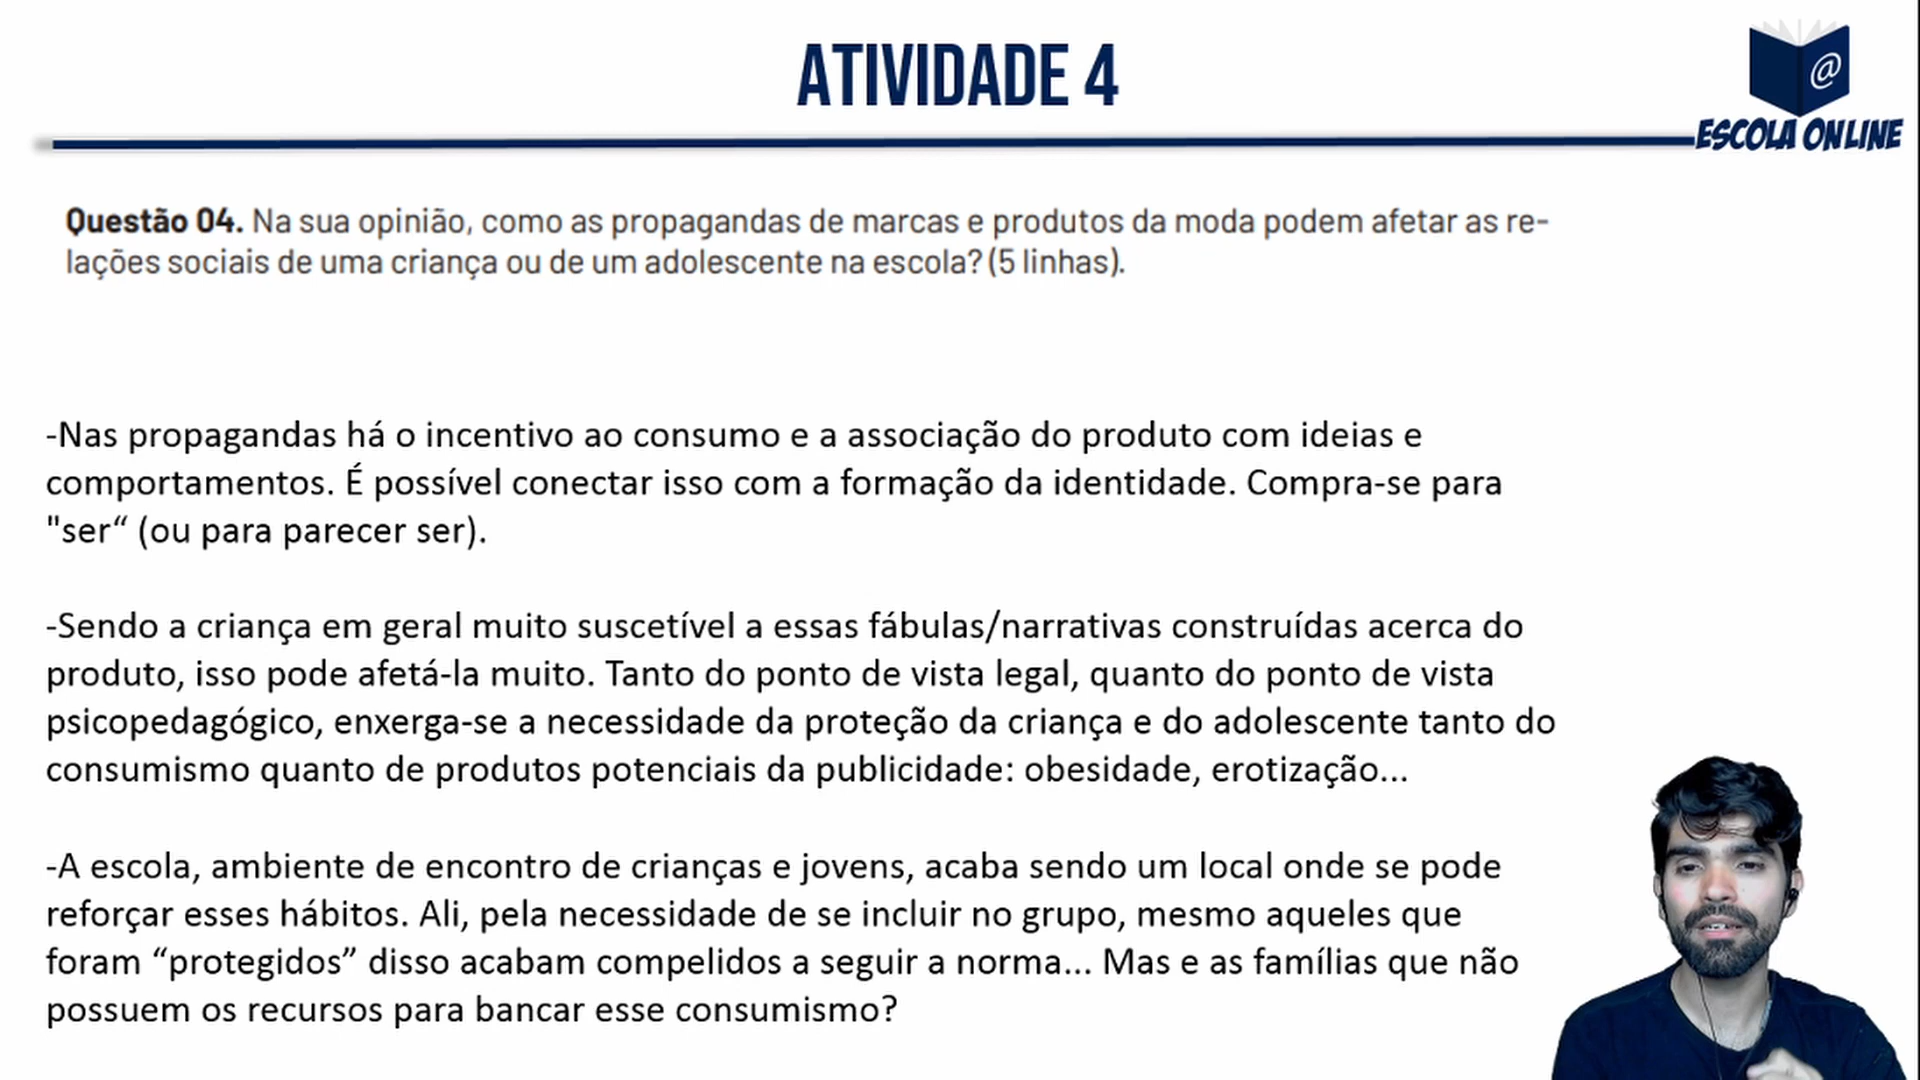 ATIVIDADE 4
@
ESCOLA ONLINE
Questão 04. Na sua opinião, como as propagandas de marcas e produtos da moda podem afetar as re-
lações sociais de uma criança ou de um adolescente na escola? (5 linhas).
-Nas propagandas há o incentivo ao consumo e a associação do produto com ideias e
comportamentos. É possível conectar isso com a formação da identidade. Compra-se para
"ser“ (ou para parecer ser).
-Sendo a criança em geral muito suscetível a essas fábulas/narrativas construídas acerca do
produto, isso pode afetá-la muito. Tanto do ponto de vista legal, quanto do ponto de vista
psicopedagógico, enxerga-se a necessidade da proteção da criança e do adolescente tanto do
consumismo quanto de produtos potenciais da publicidade: obesidade, erotização...
-A escola, ambiente de encontro de crianças e jovens, acaba sendo um local onde se pode
reforçar esses hábitos. Ali, pela necessidade de se incluir no grupo, mesmo aqueles que
foram “protegidos” disso acabam compelidos a seguir a norma... Mas e as famílias que não
possuem os recursos para bancar esse consumismo?